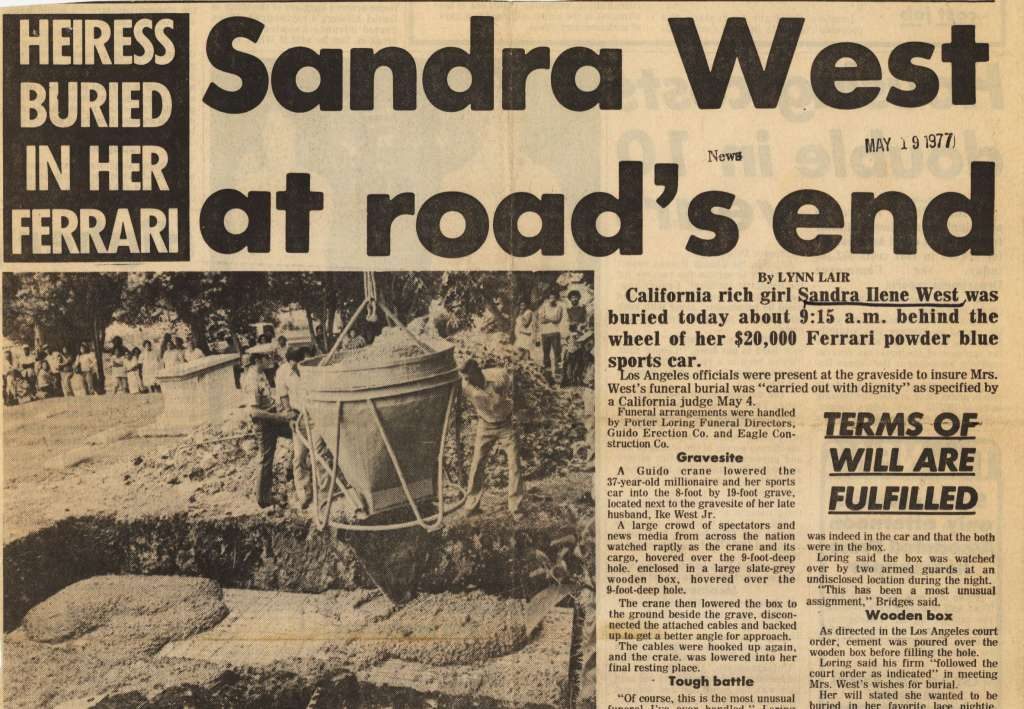 HEIRESS
BURIED
IN HER
FERRARI
Sandra West
at road's end
News
MAY 19 1977
By LYNN LAIR
California rich girl Sandra Ilene West was
buried today about 9:15 a.m. behind the
wheel of her $20,000 Ferrari powder blue
sports car.
Los Angeles officials were present at the graveside to insure Mrs.
West's funeral burial was "carried out with dignity" as specified by
a California judge May 4.
Funeral arrangements were handled
by Porter Loring Funeral Directors,
Guido Erection Co. and Eagle Con-
struction Co.
Gravesite
A Guido crane lowered the
37-year-old millionaire and her sports
car into the 8-foot by 19-foot grave,
located next to the gravesite of her late
husband, Ike West Jr.
A large crowd of spectators and
news media from across the nation
watched raptly as the crane and its
cargo, hovered over the 9-foot-deep
hole. enclosed in a large slate-grey
wooden box, hovered over the
9-foot-deep hole.
The crane then lowered the box to
the ground beside the grave, discon-
nected the attached cables and backed
up to get a better angle for approach.
The cables were hooked up again,
and the crate. was lowered into her
final resting place.
Tough battle
"Of course, this is the most unusual
funeral I've ever handled," Loring
TERMS OF
WILL ARE
FULFILLED
was indeed in the car and that the both
were in the box.
Loring said the box was watched
over by two armed guards at an
undisclosed location during the night.
"This has been a most unusual
assignment," Bridges said.
Wooden box
As directed in the Los Angeles court
order, cement was poured over the
wooden box before filling the hole.
Loring said his firm "followed the
court order as indicated" in meeting
Mrs. West's wishes for burial.
Her will stated she wanted to be
buried in her favorite lace nightie,